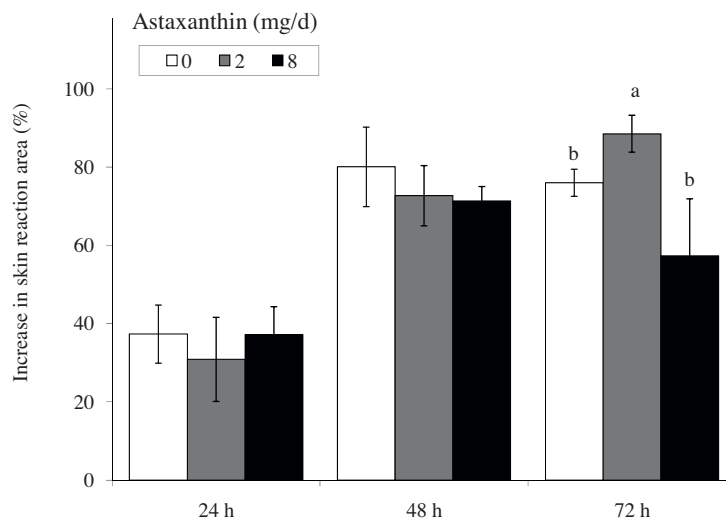 Astaxanthin (mg/d)
0 2 8
Increase in skin reaction area (%)
100
80
60
40
20
0
b a b
24 h 48 h 72 h